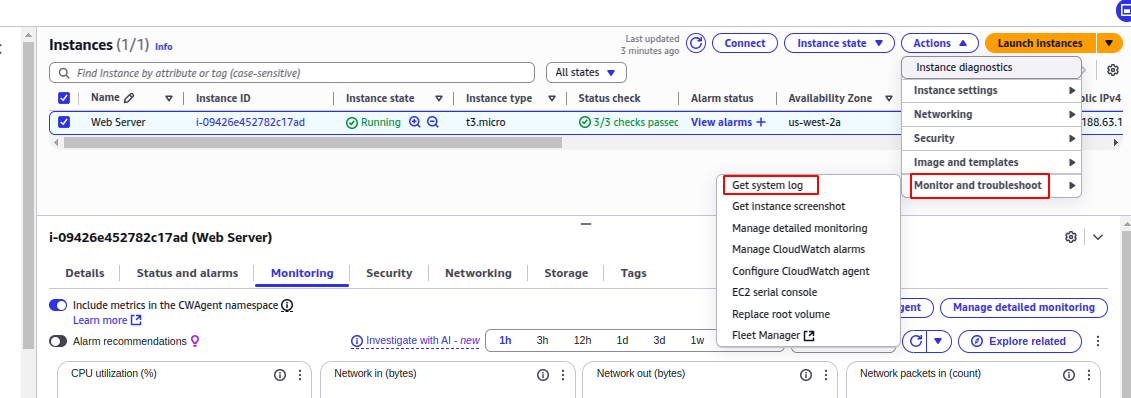 Instances (1/1) Info
Last updated
3 minutes ago
Connect
Instance state
Actions
Launch instances
Find Instance by attribute or tag (case-sensitive)
All states
Instance diagnostics
Instance settings
Networking
Security
Image and templates
Monitor and troubleshoot
Name
Instance ID
Instance state
Instance type
Status check
Alarm status
Availability Zone
IPv4
Web Server
i-09426e452782c17ad
Running
t3.micro
3/3 checks passed
View alarms +
us-west-2a
188.63.1
Get system log
Get instance screenshot
Manage detailed monitoring
Manage CloudWatch alarms
Configure CloudWatch agent
EC2 serial console
Replace root volume
Fleet Manager
i-09426e452782c17ad (Web Server)
Details
Status and alarms
Monitoring
Security
Networking
Storage
Tags
Include metrics in the CWAgent namespace
Learn more
Manage detailed monitoring
Alarm recommendations
Investigate with AI - new
1h
3h
12h
1d
3d
1w
Explore related
CPU utilization (%)
Network in (bytes)
Network out (bytes)
Network packets in (count)